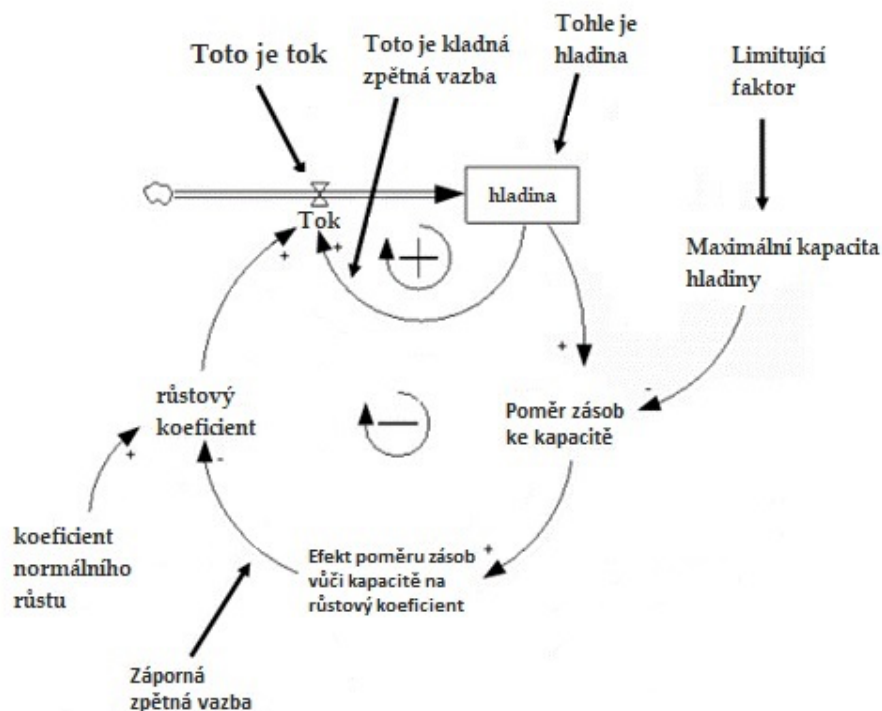 Toto je tok
Toto je kladná
zpětná vazba
Tohle je
hladina
Limitující
faktor
hladina
Tok
+
+
+
Maximální kapacita
hladiny
+
-
růstový
koeficient
Poměr zásob
ke kapacitě
-
+
-
koeficient
normálního
růstu
Efekt poměru zásob
vůči kapacitě na
růstový koeficient
+
Záporná
zpětná vazba